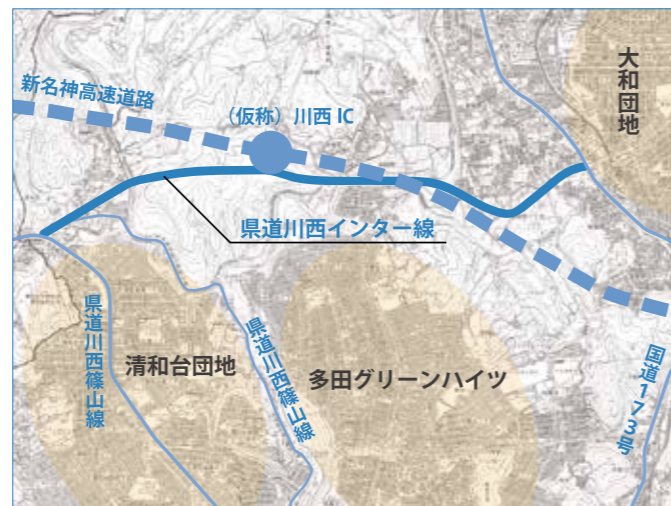 大和団地
新名神高速道路
（仮称）川西 IC
県道川西インター線
県道川西篠山線
清和台団地
県道川西篠山線
多田グリーンハイツ
国道173号